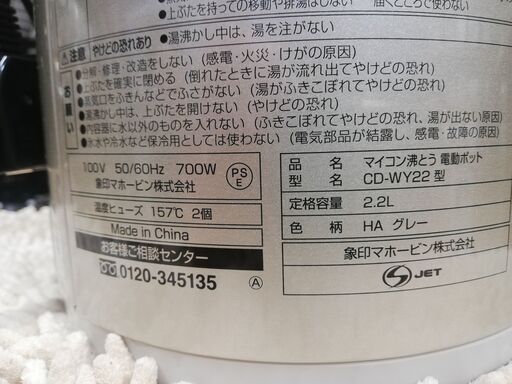 ●上ぶたを持っての移動や排湯はしない
届くところで使わない
⚠注意 やけどの恐れあり ●湯沸かし中は、湯を注がない
お願い
●分解・修理・改造をしない（感電・火災・けがの原因）
●上ぶたを確実に閉める（倒れたときに湯が流れ出てやけどの恐れ）
●蒸気口をふきんなどでふさがない（湯がふきこぼれてやけどの恐れ）
●湯沸かし中は、上ぶたを開けない（やけどの恐れ）
●内容器に水以外のものを入れない（ふきこぼれてやけどの恐れ、湯が出ない原因）
●氷水や冷水など保冷用としては使わない（電気部品が結露し、感電・故障の原因）
100V 50/60Hz 700W
象印マホービン株式会社
PS
E
温度ヒューズ 157℃ 2個
Made in China
お客様ご相談センター
0120-345135
Ⓐ
品名 マイコン沸とう 電動ポット
型名 CD-WY22 型
定格容量 2.2L
色柄 HA グレー
象印マホービン株式会社
S JET